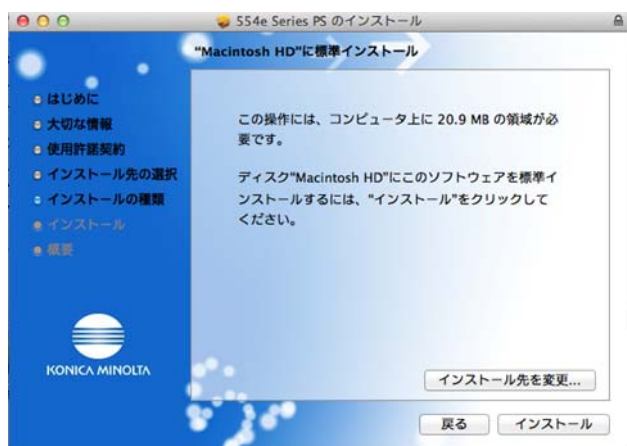 554e Series PS のインストール
"Macintosh HD"に標準インストール
はじめに
大切な情報
使用許諾契約
インストール先の選択
インストールの種類
インストール
概要
この操作には、コンピュータ上に 20.9 MB の領域が必
要です。
ディスク"Macintosh HD"にこのソフトウェアを標準イ
ンストールするには、"インストール"をクリックして
ください。
KONICA MINOLTA
インストール先を変更...
戻る
インストール